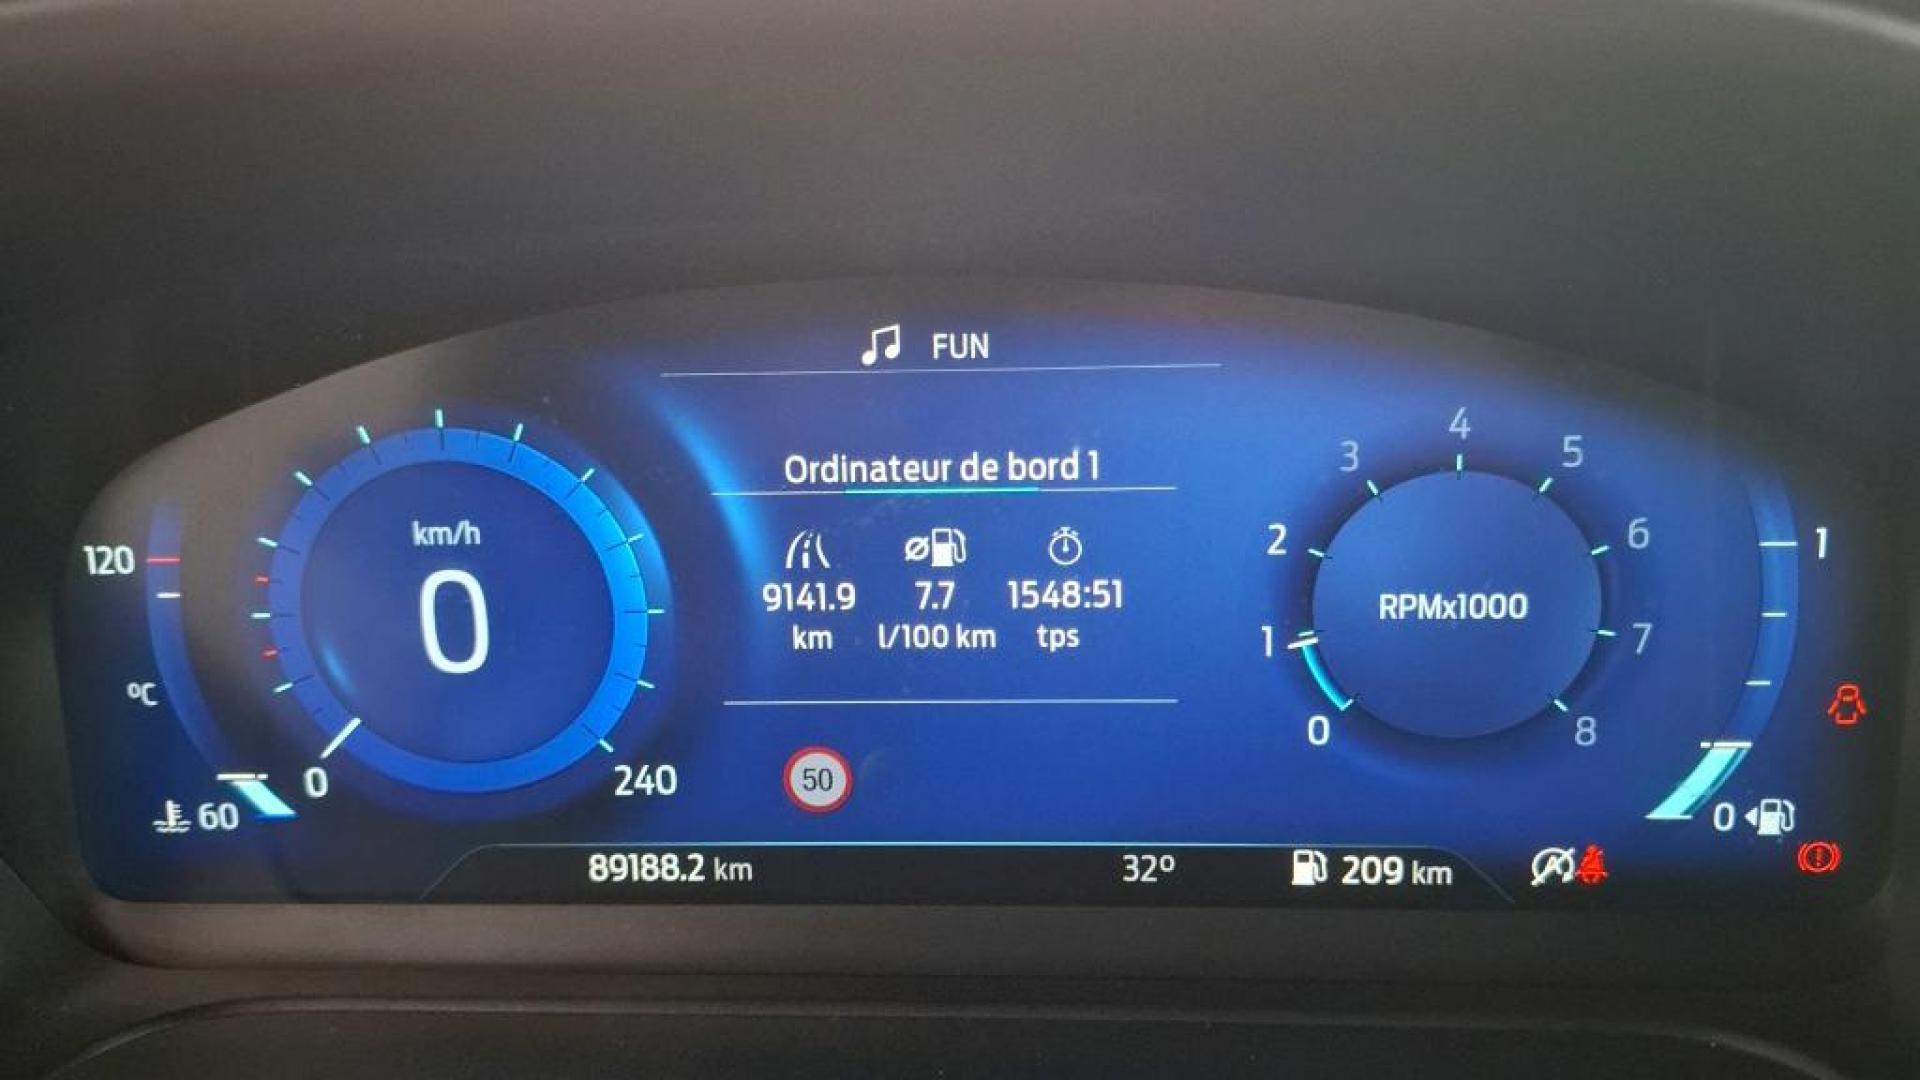 FUN
Ordinateur de bord 1
9141.9 7.7 1548:51
km l/100 km tps
120
°C
60
km/h
0
0
240
50
3 4 5
2 6
RPMx1000
1 7
0 8
1
0
89188.2 km 32° 209 km